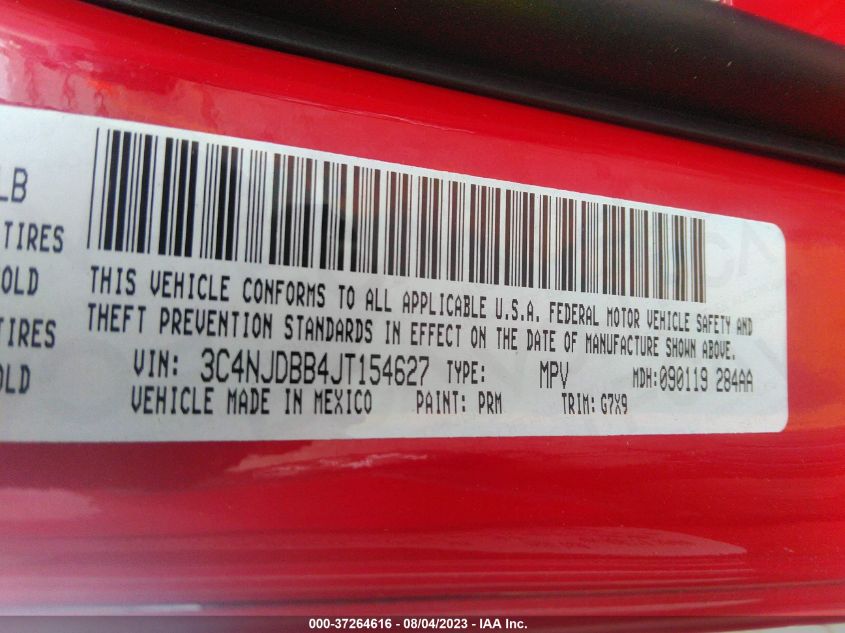 LB
TIRES
OLD
TIRES
OLD
THIS VEHICLE CONFORMS TO ALL APPLICABLE U.S.A. FEDERAL MOTOR VEHICLE SAFETY AND
THEFT PREVENTION STANDARDS IN EFFECT ON THE DATE OF MANUFACTURE SHOWN ABOVE.
VIN: 3C4NJDBB4JT154627 TYPE: MPV MDH:090119 284AA
VEHICLE MADE IN MEXICO PAINT: PRM TRIM: G7X9
000-37264616 - 08/04/2023 - IAA Inc.